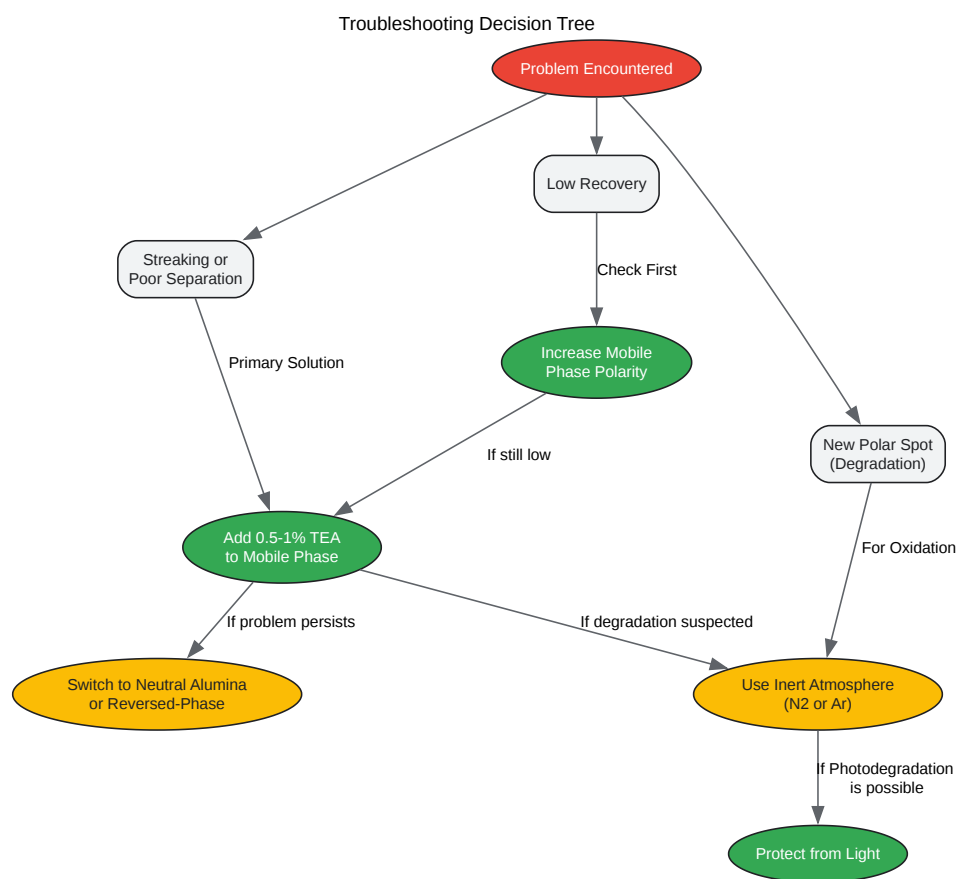 Troubleshooting Decision Tree
Problem Encountered
Low Recovery
Streaking or
Poor Separation
Check First
Increase Mobile
Phase Polarity
Primary Solution
New Polar Spot
(Degradation)
If still low
Add 0.5-1% TEA
to Mobile Phase
For Oxidation
If problem persists
If degradation suspected
Switch to Neutral Alumina
or Reversed-Phase
Use Inert Atmosphere
(N2 or Ar)
If Photodegradation
is possible
Protect from Light